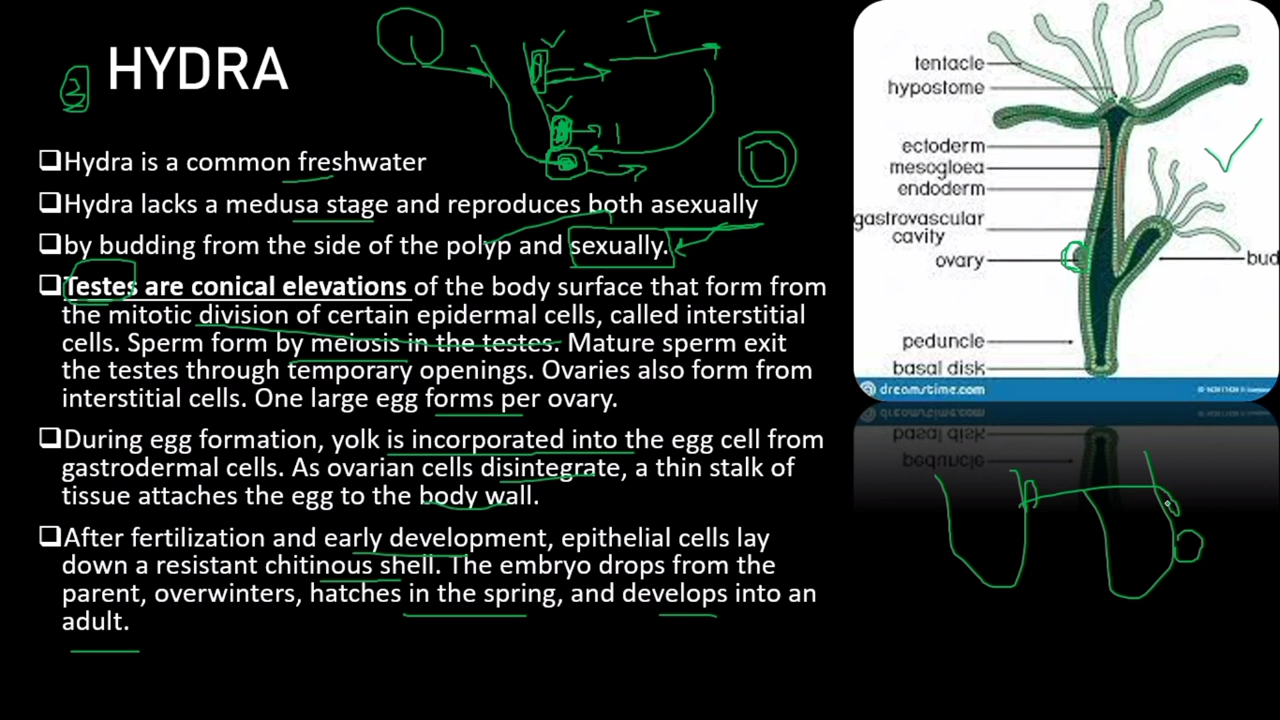 HYDRA
2
❑Hydra is a common freshwater
❑Hydra lacks a medusa stage and reproduces both asexually
❑by budding from the side of the polyp and sexually.
❑Testes are conical elevations of the body surface that form from
the mitotic division of certain epidermal cells, called interstitial
cells. Sperm form by meiosis in the testes. Mature sperm exit
the testes through temporary openings. Ovaries also form from
interstitial cells. One large egg forms per ovary.
❑During egg formation, yolk is incorporated into the egg cell from
gastrodermal cells. As ovarian cells disintegrate, a thin stalk of
tissue attaches the egg to the body wall.
❑After fertilization and early development, epithelial cells lay
down a resistant chitinous shell. The embryo drops from the
parent, overwinters, hatches in the spring, and develops into an
adult.
tentacle
hypostome
ectoderm
mesogloea
endoderm
gastrovascular
cavity
ovary
bud
peduncle
basal disk
dreamstime.com